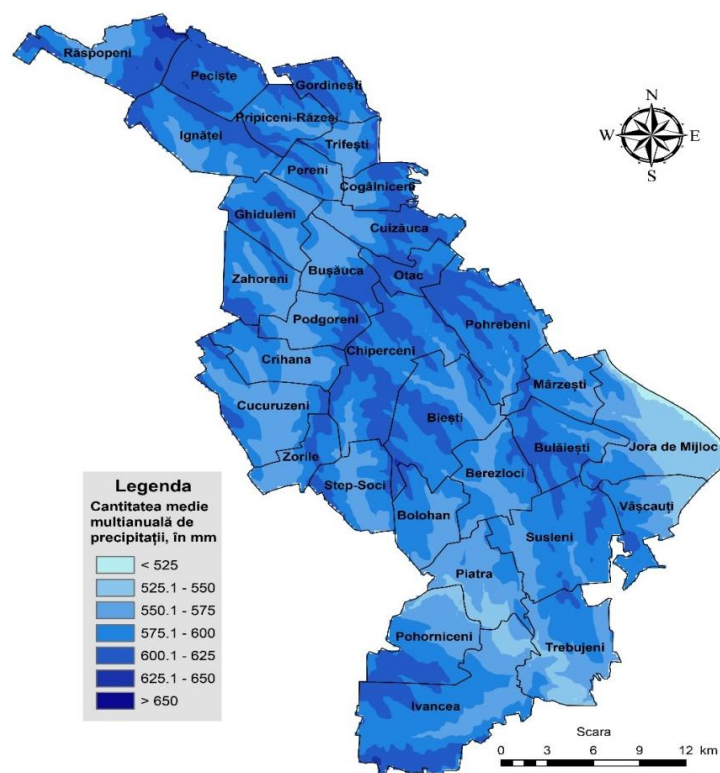 Răspopeni
Peciște
Gordinești
N
W E
S
Pripiceni-Răzeși
Ignăței
Trifești
Pereni
Cogâlniceni
Ghiduleni
Cuizăuca
Bușăuca
Otac
Zahoreni
Podgoreni
Pohrebeni
Chiperceni
Crihana
Mârzești
Cucuruzeni
Biești
Bulăiești
Jora de Mijloc
Zorile
Berezloci
Step-Soci
Vâșcăuți
Bolohan
Susleni
Piatra
Pohorniceni
Trebujeni
Ivancea
Legenda
Cantitatea medie
multianuală de
precipitații, în mm
< 525
525.1 - 550
550.1 - 575
575.1 - 600
600.1 - 625
625.1 - 650
> 650
Scara
0 3 6 9 12 km